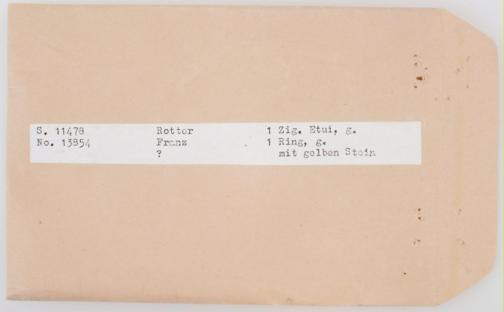 S. 11478 Rotter 1 Zig. Etui, g.
No. 13854 Franz 1 Ring, g.
? mit gelben Stein